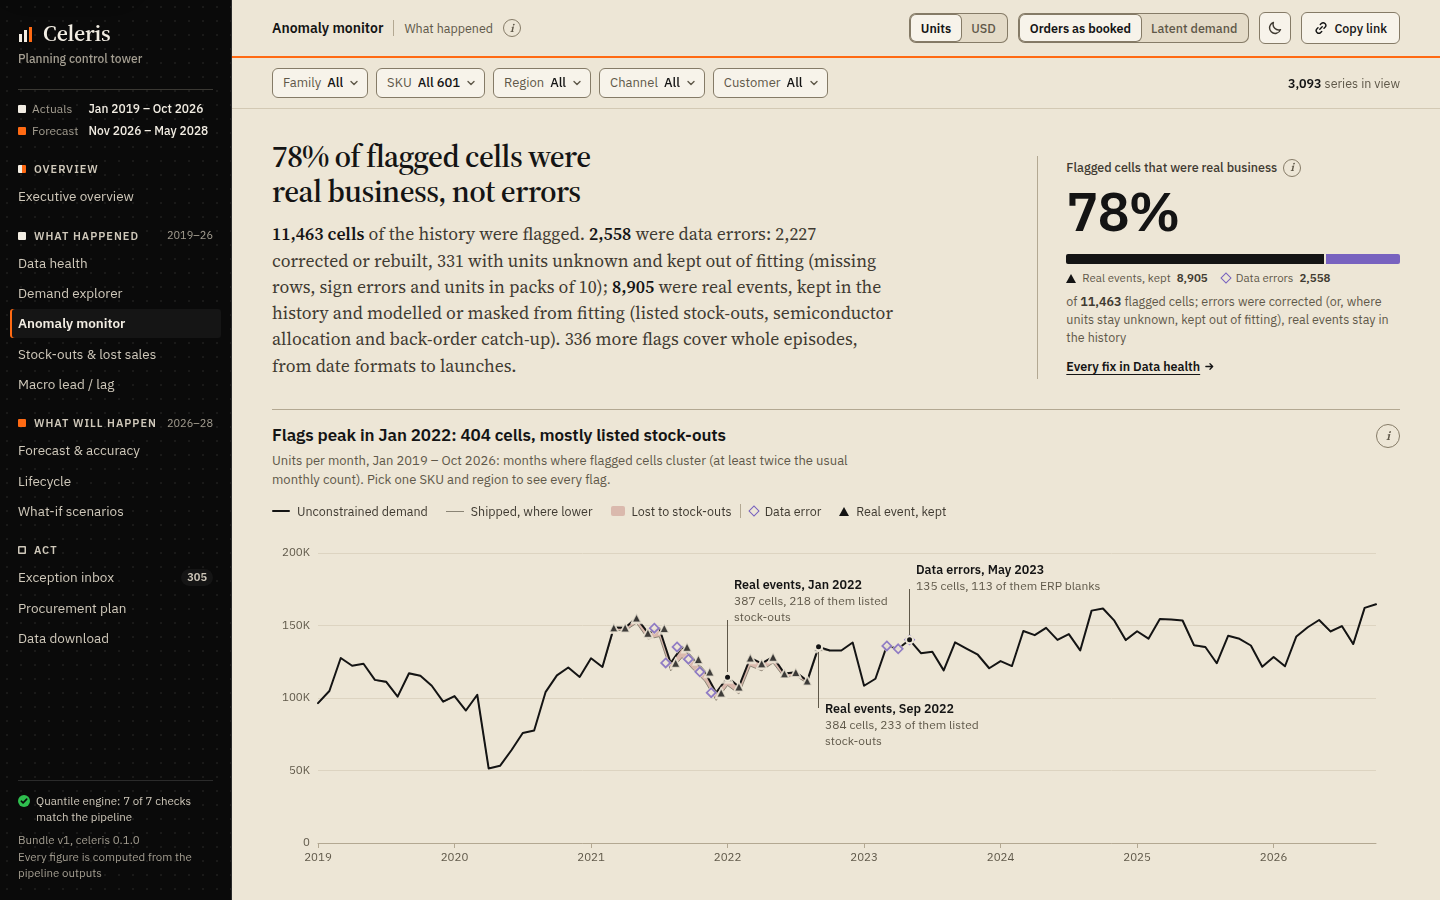 Celeris
Planning control tower
Actuals Jan 2019 – Oct 2026
Forecast Nov 2026 – May 2028
OVERVIEW
Executive overview
WHAT HAPPENED 2019–26
Data health
Demand explorer
Anomaly monitor
Stock-outs & lost sales
Macro lead / lag
WHAT WILL HAPPEN 2026–28
Forecast & accuracy
Lifecycle
What-if scenarios
ACT
Exception inbox 305
Procurement plan
Data download
Quantile engine: 7 of 7 checks
match the pipeline
Bundle v1, celeris 0.1.0
Every figure is computed from the
pipeline outputs
Anomaly monitor What happened i
Units USD Orders as booked Latent demand Copy link
Family All SKU All 601 Region All Channel All Customer All
3,093 series in view
78% of flagged cells were
real business, not errors
11,463 cells of the history were flagged. 2,558 were data errors: 2,227
corrected or rebuilt, 331 with units unknown and kept out of fitting (missing
rows, sign errors and units in packs of 10); 8,905 were real events, kept in the
history and modelled or masked from fitting (listed stock-outs, semiconductor
allocation and back-order catch-up). 336 more flags cover whole episodes,
from date formats to launches.
Flagged cells that were real business i
78%
Real events, kept 8,905 Data errors 2,558
of 11,463 flagged cells; errors were corrected (or, where
units stay unknown, kept out of fitting), real events stay in
the history
Every fix in Data health →
Flags peak in Jan 2022: 404 cells, mostly listed stock-outs i
Units per month, Jan 2019 – Oct 2026: months where flagged cells cluster (at least twice the usual
monthly count). Pick one SKU and region to see every flag.
Unconstrained demand Shipped, where lower Lost to stock-outs Data error Real event, kept
200K
150K
100K
50K
0
Real events, Jan 2022
387 cells, 218 of them listed
stock-outs
Data errors, May 2023
135 cells, 113 of them ERP blanks
Real events, Sep 2022
384 cells, 233 of them listed
stock-outs
2019 2020 2021 2022 2023 2024 2025 2026